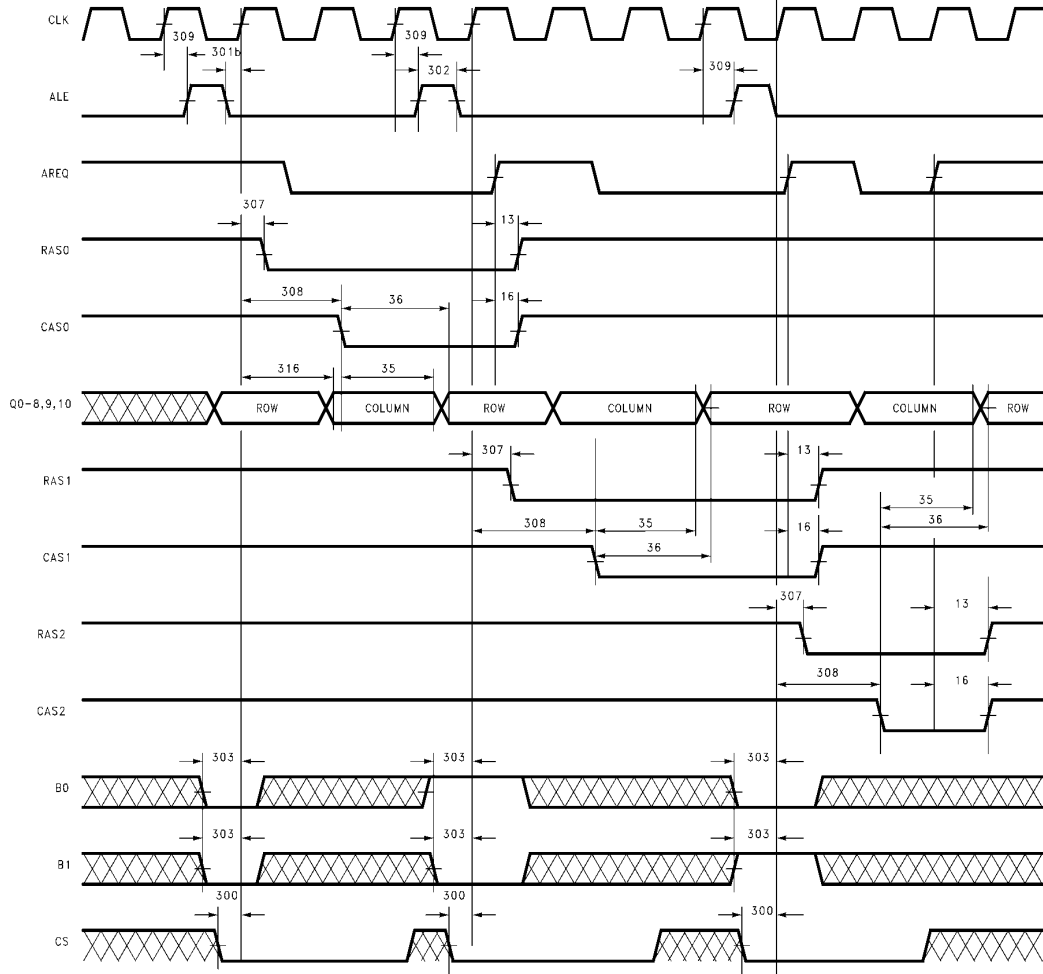 CLK
309
301b
309
302
309
ALE
AREQ
307
13
RAS0
308
36
16
CAS0
316
35
Q0-8,9,10
ROW
COLUMN
ROW
COLUMN
ROW
COLUMN
ROW
307
13
RAS1
35
308
35
16
36
CAS1
36
307
13
RAS2
308
16
CAS2
303
303
303
B0
303
303
303
B1
300
300
300
CS